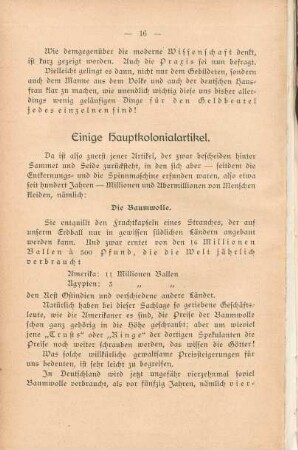 — 16 —
Wie demgegenüber die moderne Wissenschaft denkt,
ist kurz gezeigt worden. Auch die Praxis sei nun befragt.
Vielleicht gelingt es dann, nicht nur dem Gebildeten, sondern
auch dem Manne aus dem Volke und auch der deutschen Haus-
frau klar zu machen, wie unendlich wichtig diese uns bisher aller-
dings wenig geläufigen Dinge für den Geldbeutel
jedes einzelnen sind!
Einige Hauptkolonialartikel.
Da ist also zuerst jener Artikel, der zwar bescheiden hinter
Sammet und Seide zurücksteht, in den sich aber — seitdem die
Entkernungs- und die Spinnmaschine erfunden waren, also etwa
seit hundert Jahren — Millionen und Abermillionen von Menschen
kleiden, nämlich:
Die Baumwolle.
Sie entquillt den Fruchtkapseln eines Strauches, der auf
unserm Erdball nur in gewissen südlichen Ländern angebaut
werden kann. Und zwar erntet von den 16 Millionen
Ballen à 500 Pfund, die die Welt jährlich
verbraucht
Amerika: 11 Millionen Ballen
Ägypten: 3 „ „
den Rest Ostindien und verschiedene andere Länder.
Natürlich haben bei dieser Sachlage so geriebene Geschäfts-
leute, wie die Amerikaner es sind, die Preise der Baumwolle
schon ganz gehörig in die Höhe geschraubt; aber um wieviel
jene „Trusts“ oder „Ringe“ der dortigen Spekulanten die
Preise noch weiter schrauben werden, das wissen die Götter!
Was solche willkürliche gewaltsame Preissteigerungen für
uns bedeuten, ist sehr leicht festzustellen.
In Deutschland wird jetzt ungefähr vierzehnmal soviel
Baumwolle verbraucht, als vor fünfzig Jahren, nämlich vier-